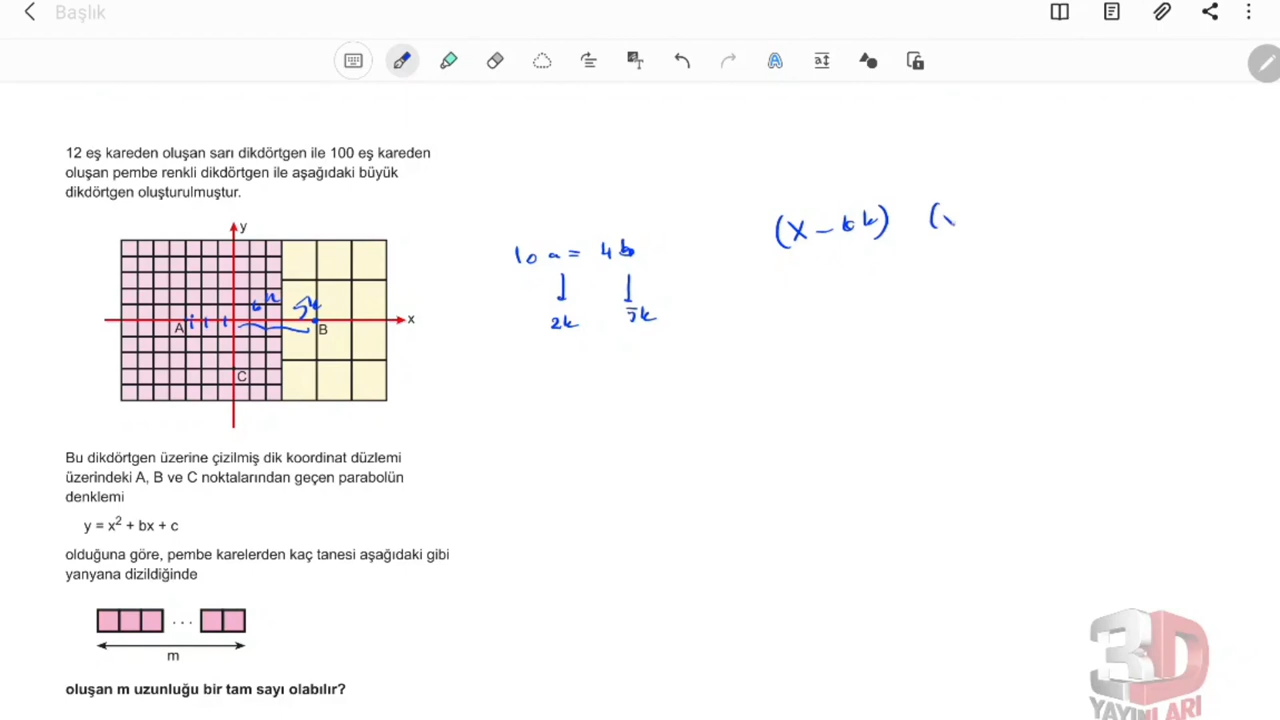 Başlık
12 eş kareden oluşan sarı dikdörtgen ile 100 eş kareden
oluşan pembe renkli dikdörtgen ile aşağıdaki büyük
dikdörtgen oluşturulmuştur.
y
x
A
B
C
6k 5k
10a = 4b
2k 5k
(x - 6k) (
Bu dikdörtgen üzerine çizilmiş dik koordinat düzlemi
üzerindeki A, B ve C noktalarından geçen parabolün
denklemi
y = x² + bx + c
olduğuna göre, pembe karelerden kaç tanesi aşağıdaki gibi
yanyana dizildiğinde
...
m
oluşan m uzunluğu bir tam sayı olabılır?
3D
YAYINLARI